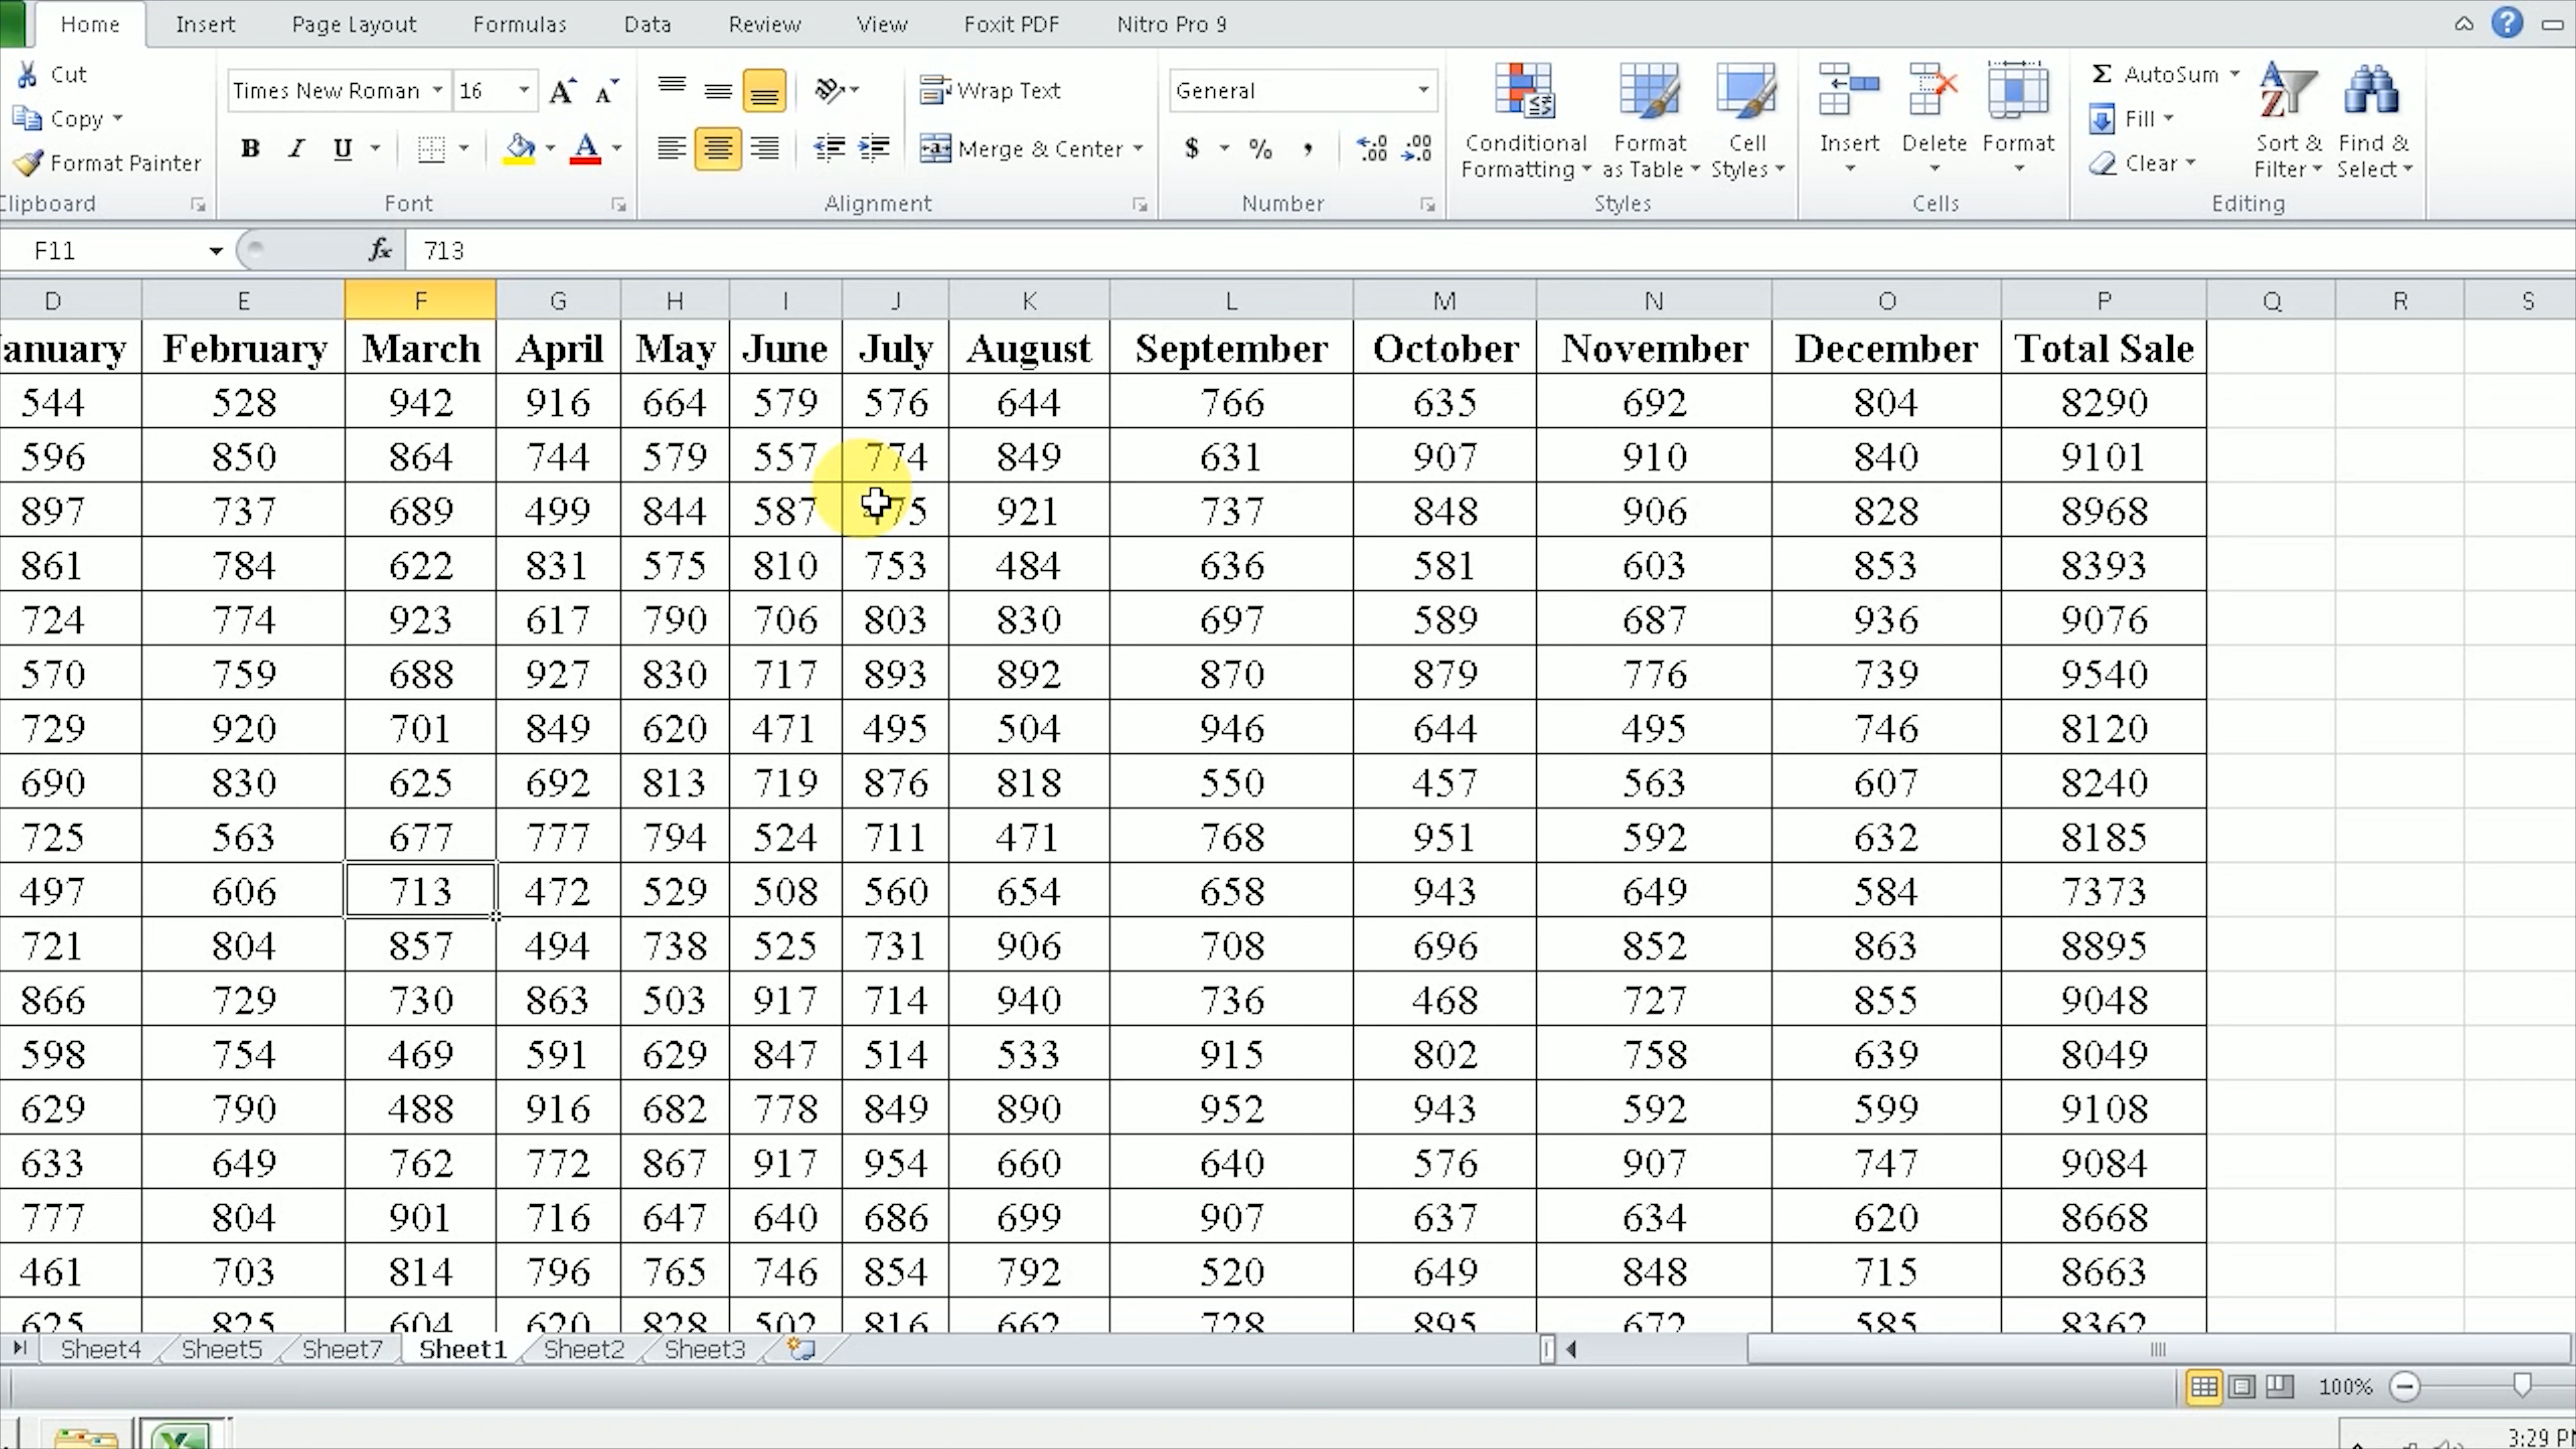 Home Insert Page Layout Formulas Data Review View Foxit PDF Nitro Pro 9
Cut
Copy
Format Painter
Clipboard
Times New Roman 16
B I U
Font
Wrap Text
Merge & Center
Alignment
General
$ % , .00 .00
Number
Conditional Formatting
Format as Table
Cell Styles
Styles
Insert Delete Format
Cells
Σ AutoSum
Fill
Clear
Sort & Filter
Find & Select
Editing
F11 fx 713
D E F G H I J K L M N O P Q R S
anuary February March April May June July August September October November December Total Sale
544 528 942 916 664 579 576 644 766 635 692 804 8290
596 850 864 744 579 557 774 849 631 907 910 840 9101
897 737 689 499 844 587 475 921 737 848 906 828 8968
861 784 622 831 575 810 753 484 636 581 603 853 8393
724 774 923 617 790 706 803 830 697 589 687 936 9076
570 759 688 927 830 717 893 892 870 879 776 739 9540
729 920 701 849 620 471 495 504 946 644 495 746 8120
690 830 625 692 813 719 876 818 550 457 563 607 8240
725 563 677 777 794 524 711 471 768 951 592 632 8185
497 606 713 472 529 508 560 654 658 943 649 584 7373
721 804 857 494 738 525 731 906 708 696 852 863 8895
866 729 730 863 503 917 714 940 736 468 727 855 9048
598 754 469 591 629 847 514 533 915 802 758 639 8049
629 790 488 916 682 778 849 890 952 943 592 599 9108
633 649 762 772 867 917 954 660 640 576 907 747 9084
777 804 901 716 647 640 686 699 907 637 634 620 8668
461 703 814 796 765 746 854 792 520 649 848 715 8663
625 825 604 620 828 502 816 662 728 895 672 585 8362
Sheet4 Sheet5 Sheet7 Sheet1 Sheet2 Sheet3
100%
3:29 P